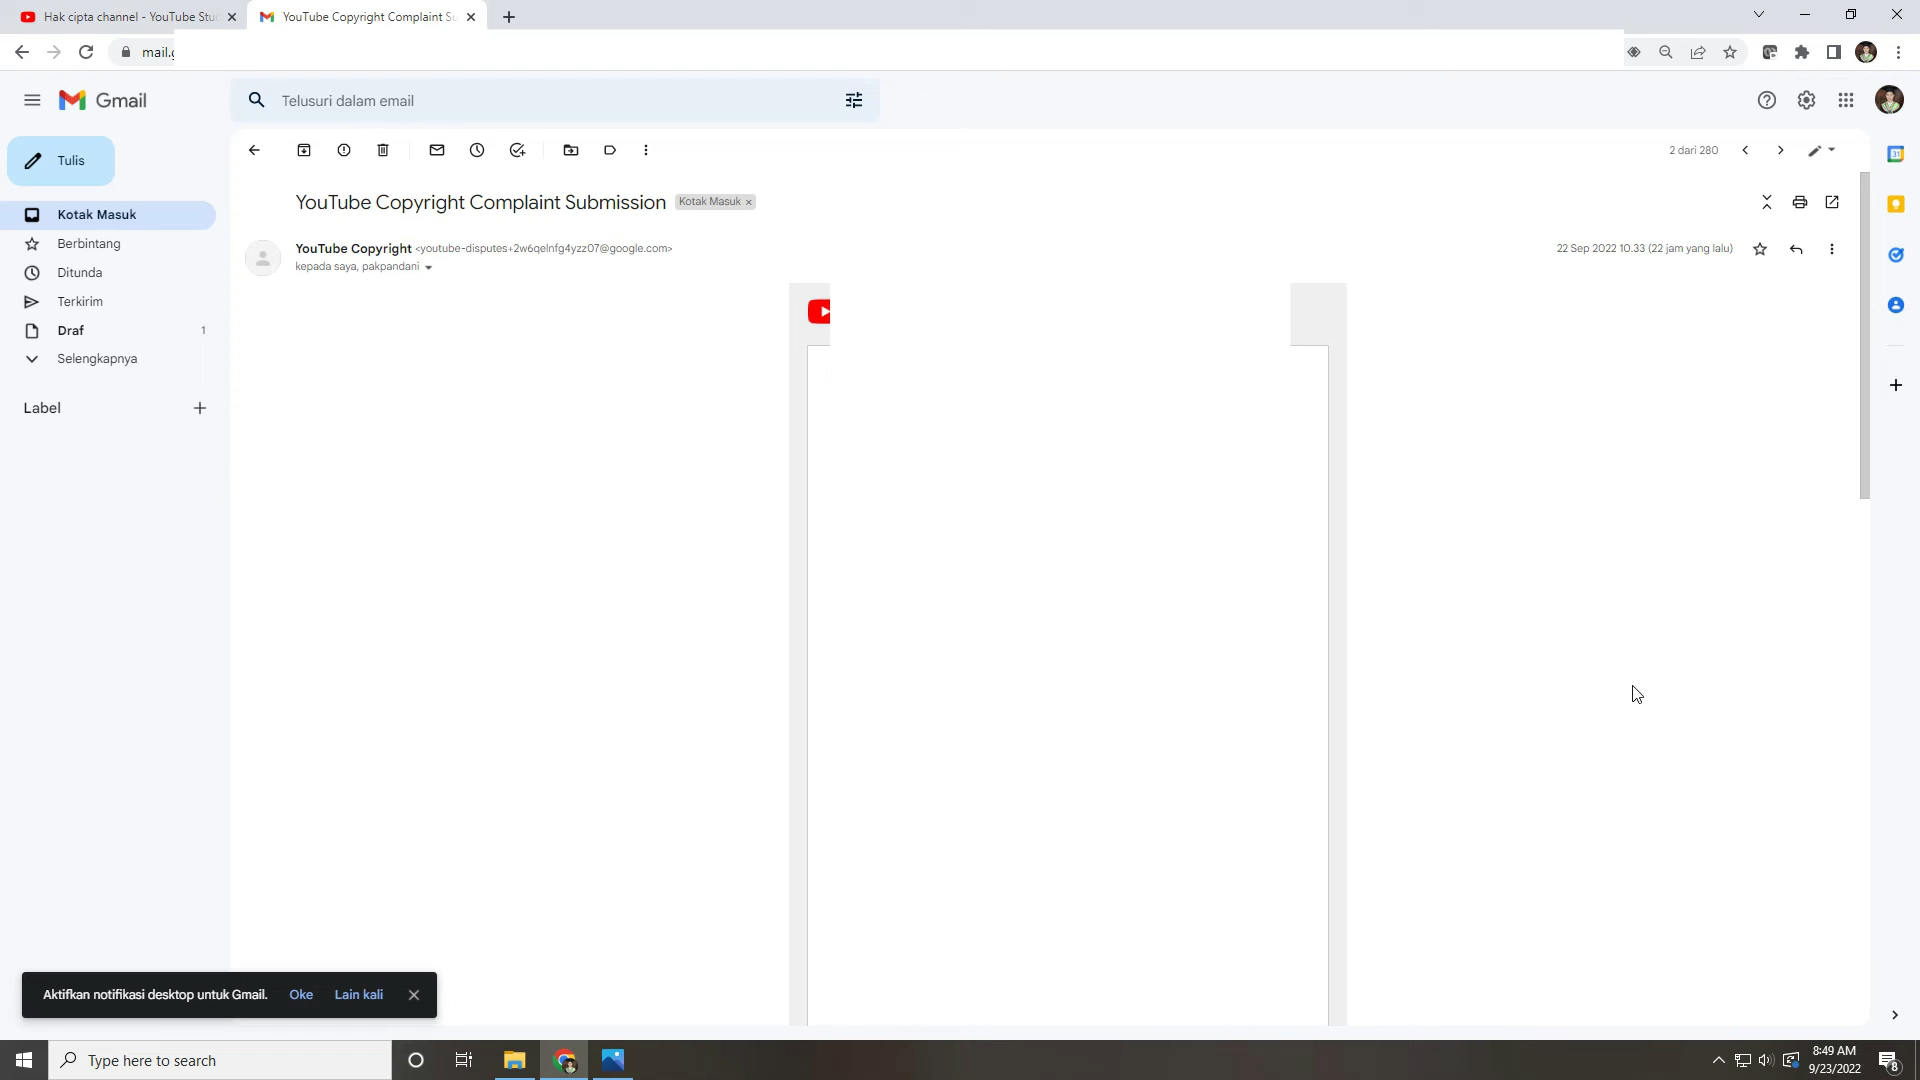 Hak cipta channel - YouTube Stu
YouTube Copyright Complaint Su
mail.g
Gmail
Telusuri dalam email
Tulis
2 dari 280
Kotak Masuk
Berbintang
Ditunda
Terkirim
Draf 1
Selengkapnya
Label
YouTube Copyright Complaint Submission Kotak Masuk ×
YouTube Copyright <youtube-disputes+2w6qelnfg4yzz07@google.com>
22 Sep 2022 10.33 (22 jam yang lalu)
kepada saya, pakpandani
31
Aktifkan notifikasi desktop untuk Gmail. Oke Lain kali
Type here to search
8:49 AM
9/23/2022
8